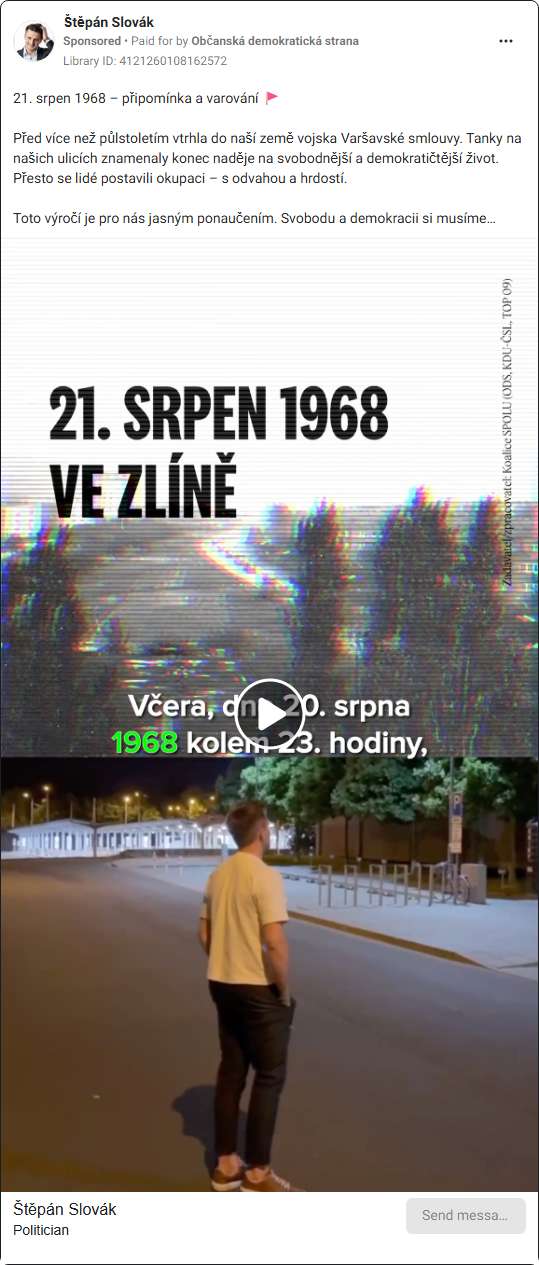 Štěpán Slovák
Sponsored • Paid for by Občanská demokratická strana
Library ID: 4121260108162572
21. srpen 1968 – připomínka a varování 🚩
Před více než půlstoletím vtrhla do naší země vojska Varšavské smlouvy. Tanky na
našich ulicích znamenaly konec naděje na svobodnější a demokratičtější život.
Přesto se lidé postavili okupaci – s odvahou a hrdostí.
Toto výročí je pro nás jasným ponaučením. Svobodu a demokracii si musíme…
Zadavatel/zpracovatel: Koalice SPOLU (ODS, KDU-ČSL, TOP 09)
21. SRPEN 1968
VE ZLÍNĚ
Včera, dne 20. srpna
1968 kolem 23. hodiny,
Štěpán Slovák
Politician
Send messa…